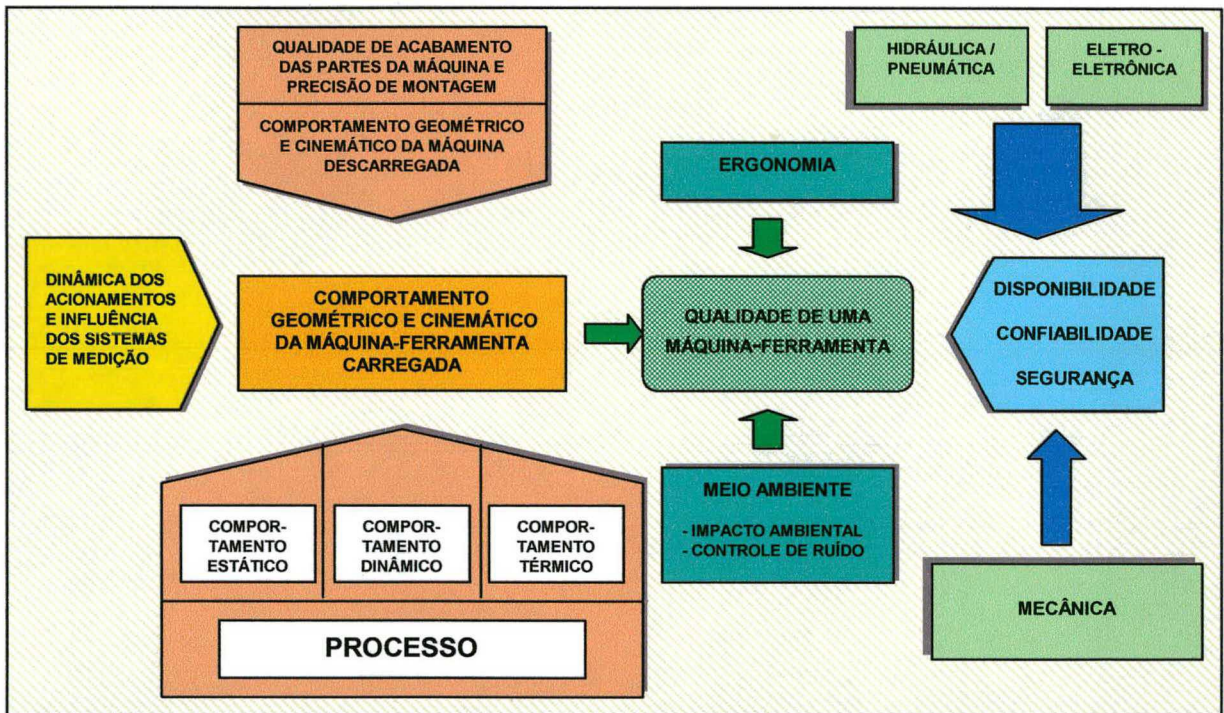 QUALIDADE DE ACABAMENTO
DAS PARTES DA MÁQUINA E
PRECISÃO DE MONTAGEM
COMPORTAMENTO GEOMÉTRICO
E CINEMÁTICO DA MÁQUINA
DESCARREGADA
HIDRÁULICA /
PNEUMÁTICA
ELETRO -
ELETRÔNICA
ERGONOMIA
DINÂMICA DOS
ACIONAMENTOS
E INFLUÊNCIA
DOS SISTEMAS
DE MEDIÇÃO
COMPORTAMENTO
GEOMÉTRICO E CINEMÁTICO
DA MÁQUINA-FERRAMENTA
CARREGADA
QUALIDADE DE UMA
MÁQUINA-FERRAMENTA
DISPONIBILIDADE
CONFIABILIDADE
SEGURANÇA
COMPOR-
TAMENTO
ESTÁTICO
COMPOR-
TAMENTO
DINÂMICO
COMPOR-
TAMENTO
TÉRMICO
PROCESSO
MEIO AMBIENTE
- IMPACTO AMBIENTAL
- CONTROLE DE RUÍDO
MECÂNICA